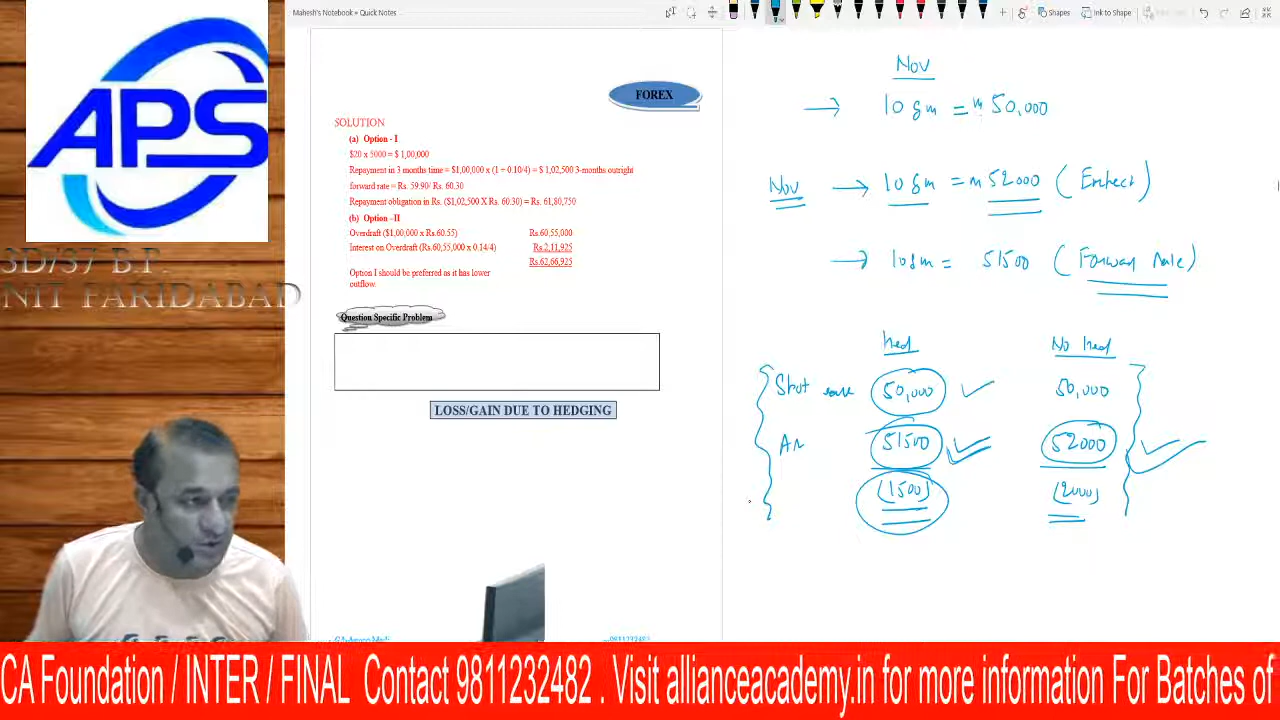 Mahesh's Notebook » Quick Notes
Shapes
Ink to Shape
APS
3D/37 B.P.
NIT FARIDABAD
FOREX
SOLUTION
(a) Option - I
$20 x 5000 = $ 1,00,000
Repayment in 3 months time = $1,00,000 x (1 + 0.10/4) = $ 1,02,500 3-months outright
forward rate = Rs. 59.90/ Rs. 60.30
Repayment obligation in Rs. ($1,02,500 X Rs. 60.30) = Rs. 61,80,750
(b) Option –II
Overdraft ($1,00,000 x Rs.60.55) Rs.60,55,000
Interest on Overdraft (Rs.60,55,000 x 0.14/4) Rs.2,11,925
Rs.62,66,925
Option I should be preferred as it has lower
outflow.
Question Specific Problem
LOSS/GAIN DUE TO HEDGING
Nov
→ 10 gm = 50,000
Nov → 10 gm = 52000
→ 10gm = 51500 (Forward Rate)
hed No hed
50,000 50,000
51500 52000
(1500) (2000)
CA Foundation / INTER / FINAL Contact 9811232482 . Visit allianceacademy.in for more information For Batches of